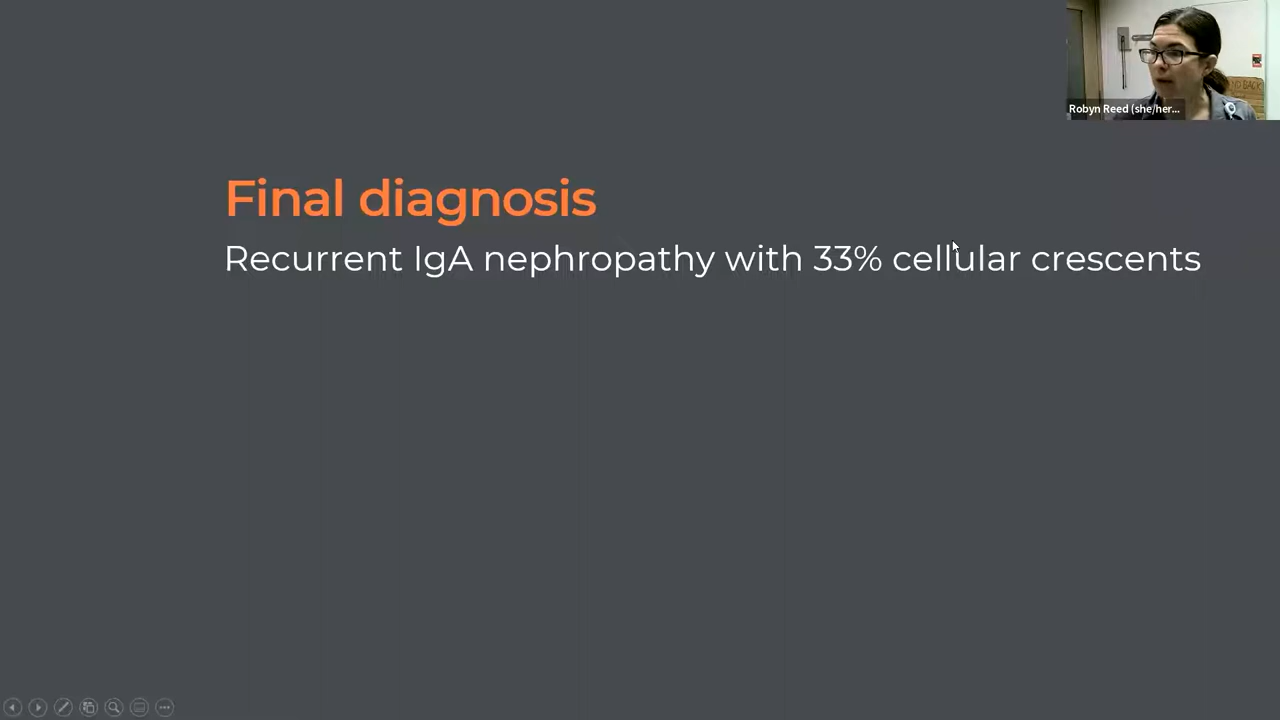 Robyn Reed (she/her...
Final diagnosis
Recurrent IgA nephropathy with 33% cellular crescents